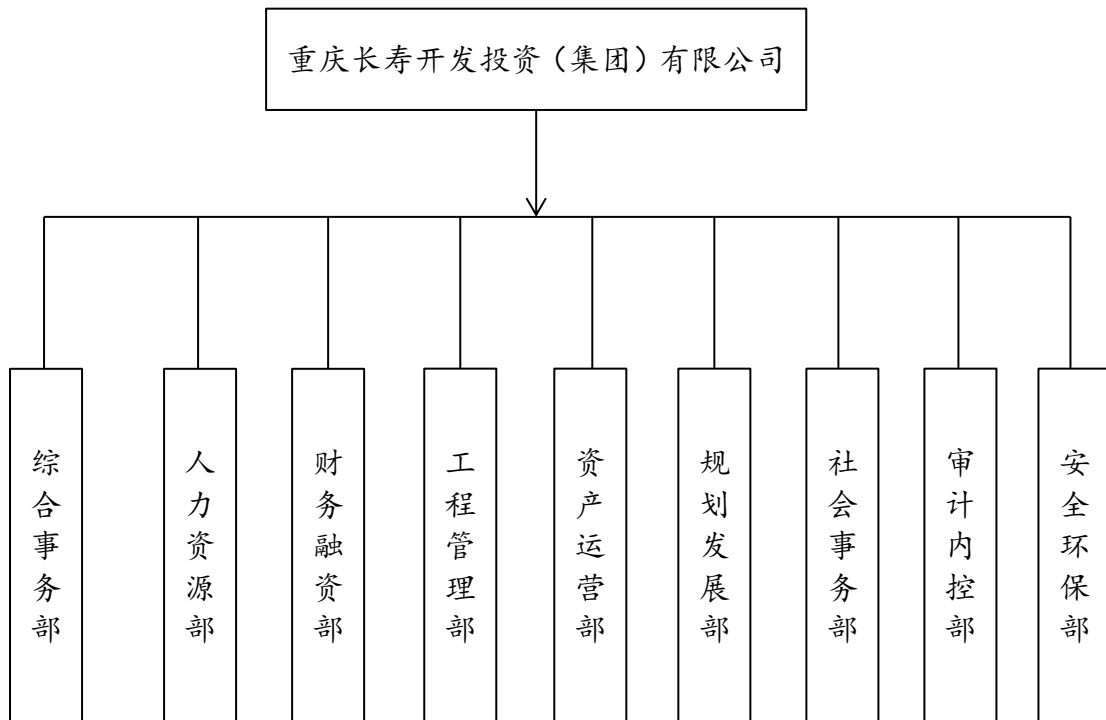 重庆长寿开发投资（集团）有限公司
综合事务部
人力资源部
财务融资部
工程管理部
资产运营部
规划发展部
社会事务部
审计内控部
安全环保部